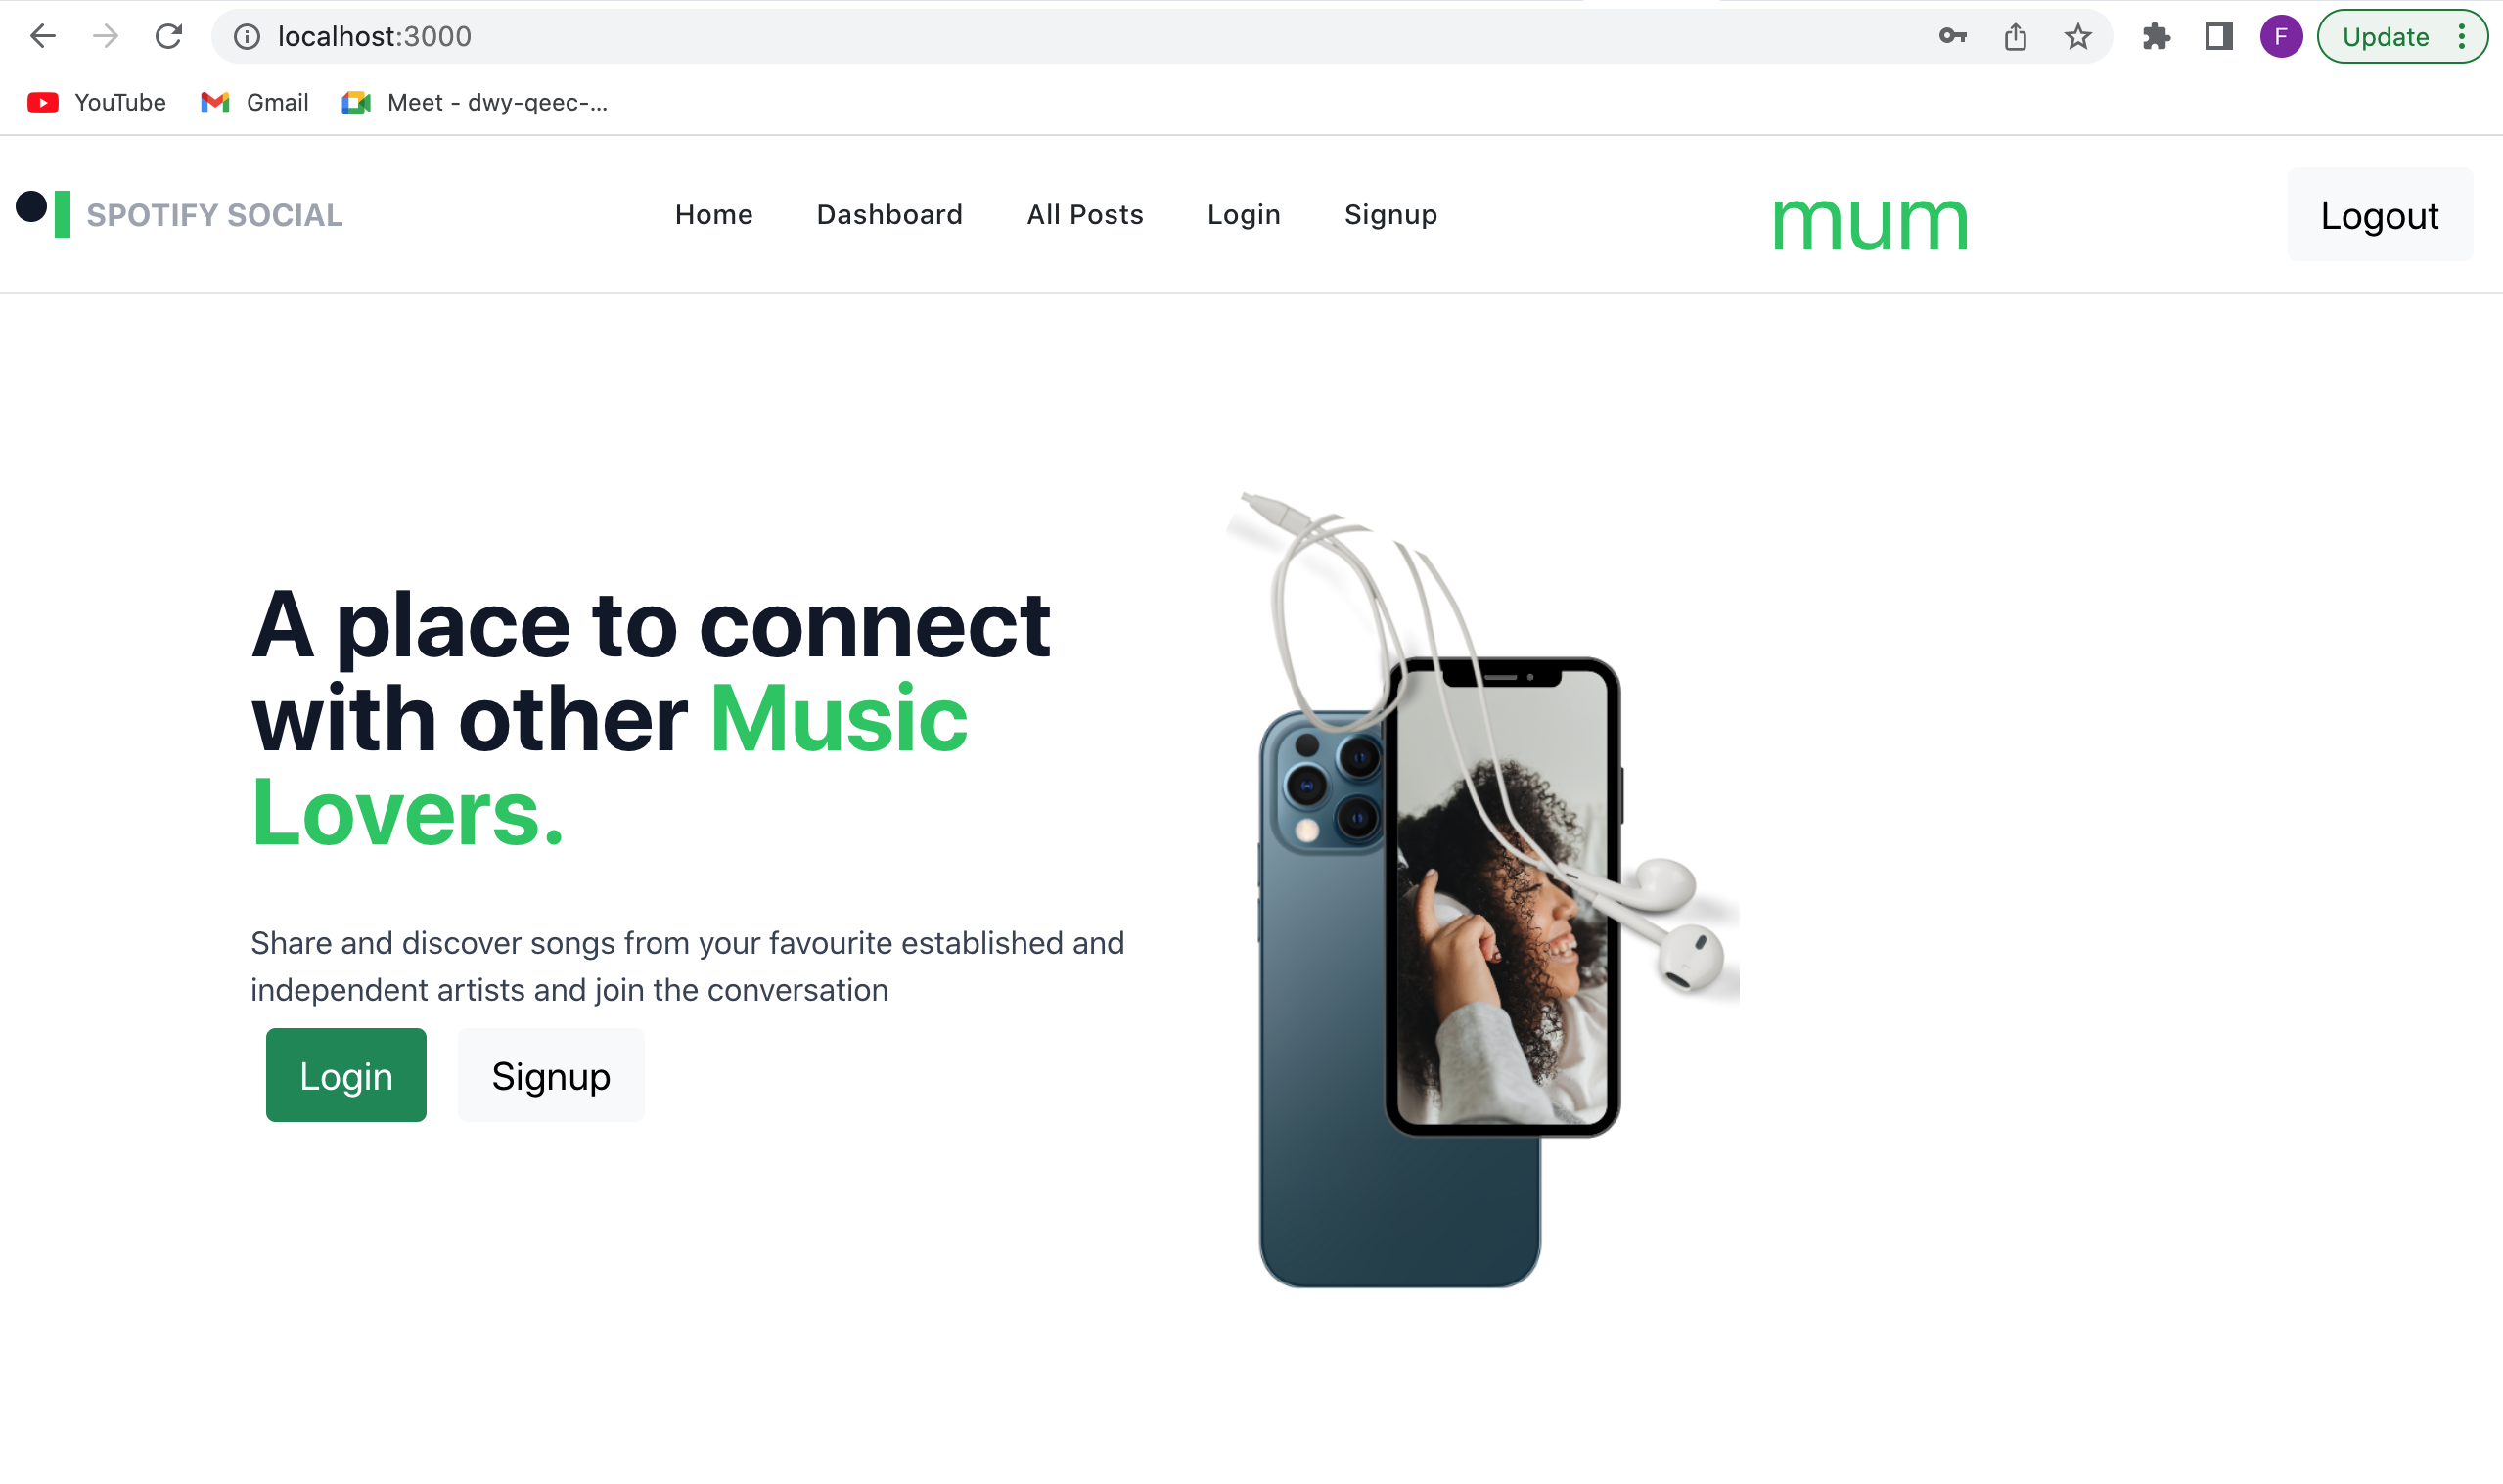 localhost:3000
F
Update
YouTube
Gmail
Meet - dwy-qeec-...
SPOTIFY SOCIAL
Home
Dashboard
All Posts
Login
Signup
mum
Logout
A place to connect
with other Music
Lovers.
Share and discover songs from your favourite established and
independent artists and join the conversation
Login
Signup